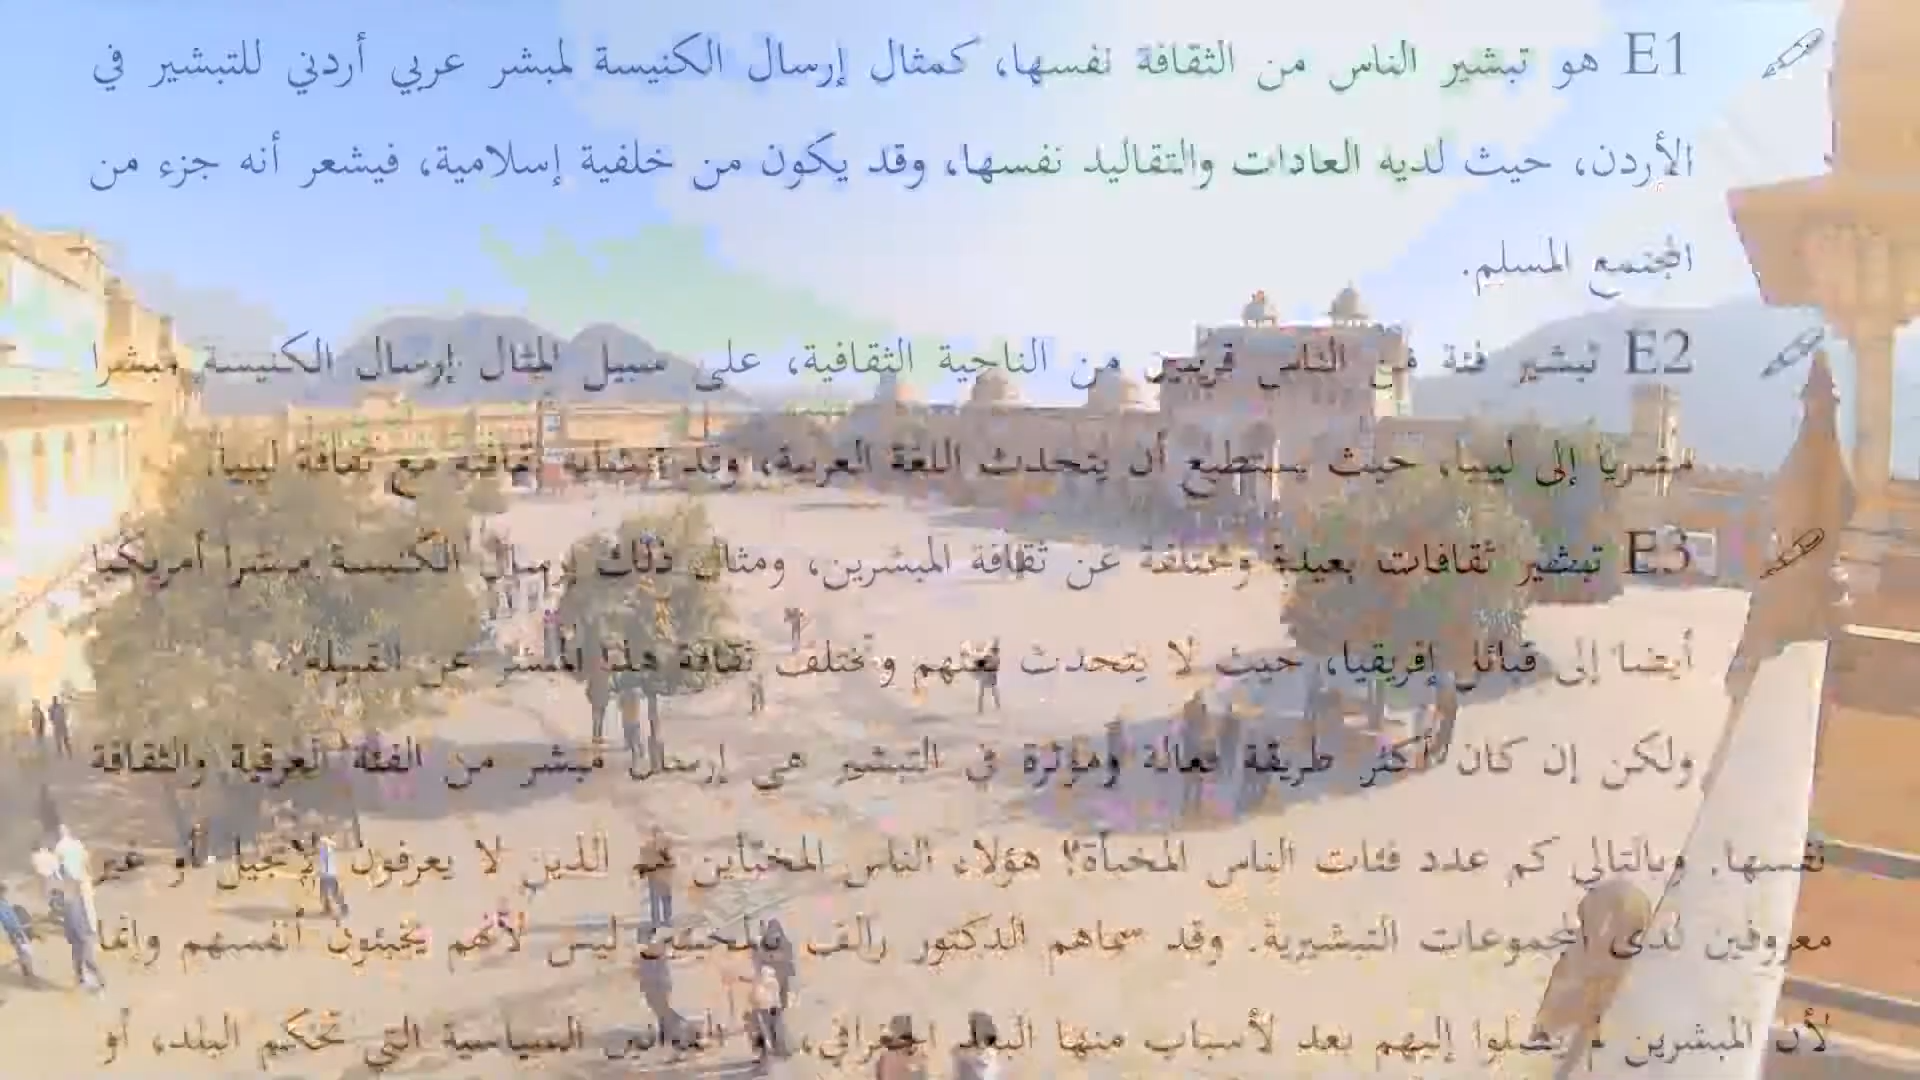 E1 هو تبشير الناس من الثقافة نفسها، كمثال إرسال الكنيسة لمبشر عربي أردني للتبشير في
الأردن، حيث لديه العادات والتقاليد نفسها، وقد يكون من خلفية إسلامية، فيشعر أنه جزء من
المجتمع المسلم.
E2 تبشير فئة من الناس قريبين من الناحية الثقافية، على سبيل المثال إرسال الكنيسة مبشرا
مصريا إلى ليبيا، حيث يستطيع أن يتحدث اللغة العربية، وقد تتشابه ثقافته مع ثقافة ليبيا.
E3 تبشير ثقافات بعيدة ومختلفة عن ثقافة المبشرين، ومثال ذلك إرسال الكنيسة مبشرا أمريكيا
أيضا إلى قبائل إفريقيا، حيث لا يتحدث لغتهم وتختلف ثقافة هذا المبشر عن القبيلة.
ولكن إن كان أكثر طريقة فعالة ومؤثرة في التبشير هي إرسال مبشر من الفئة العرقية والثقافة
نفسها. وبالتالي كم عدد فئات الناس المخبأة؟ هؤلاء الناس المخبأين هم الذين لا يعرفون الإنجيل أو غير
معروفين لدى المجموعات التبشيرية. وقد سماهم الدكتور رالف بالمخبئين ليس لأنهم يخبئون أنفسهم وإنما
لأن المبشرين لم يصلوا إليهم بعد لأسباب منها البعد الجغرافي، أو القوانين السياسية التي تحكم البلد، أو